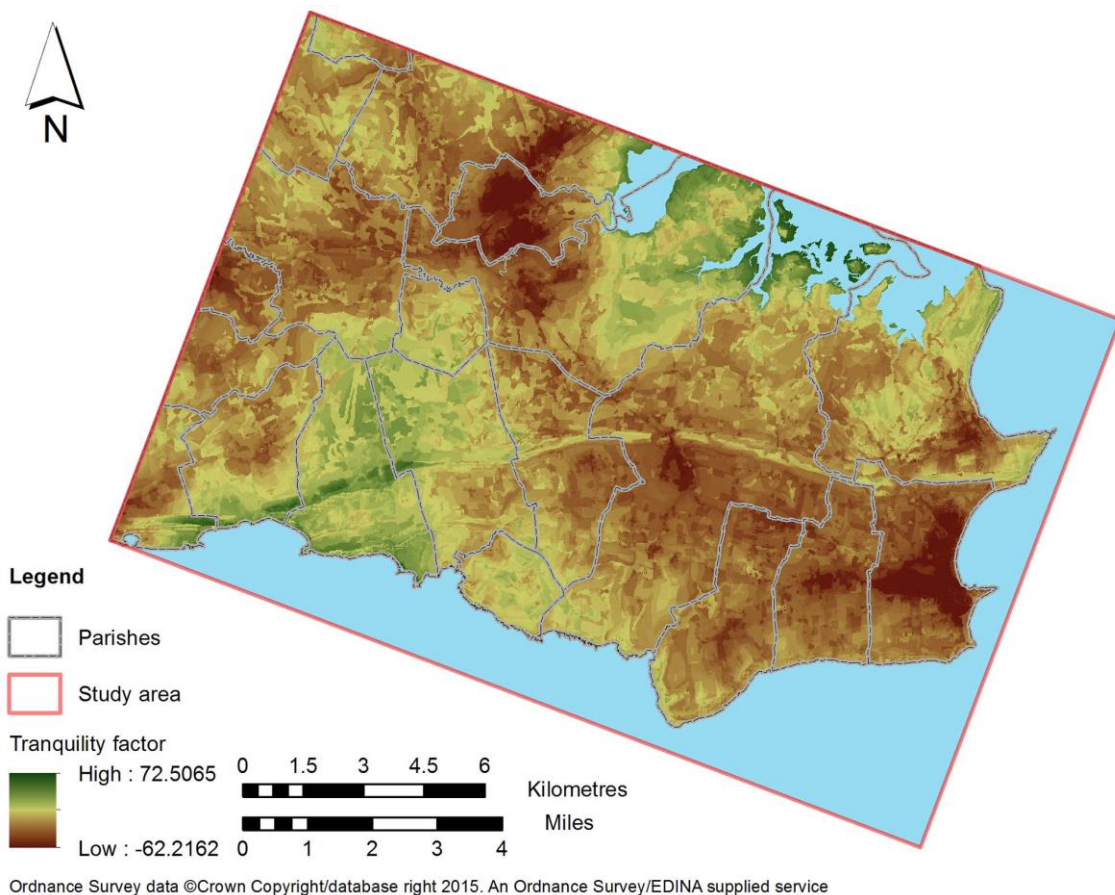 N
Legend
Parishes
Study area
Tranquility factor
High : 72.5065
Low : -62.2162
0 1.5 3 4.5 6
Kilometres
Miles
0 1 2 3 4
Ordnance Survey data ©Crown Copyright/database right 2015. An Ordnance Survey/EDINA supplied service